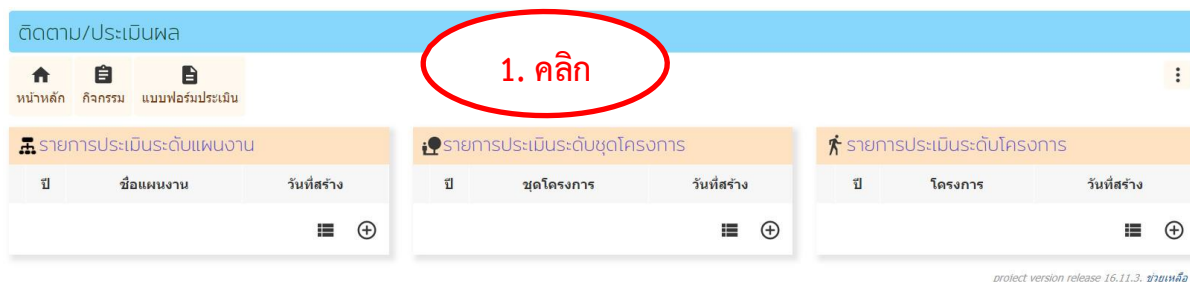 ติดตาม/ประเมินผล
1. คลิก
หน้าหลัก กิจกรรม แบบฟอร์มประเมิน
รายการประเมินระดับแผนงาน
ปี ชื่อแผนงาน วันที่สร้าง
รายการประเมินระดับชุดโครงการ
ปี ชุดโครงการ วันที่สร้าง
รายการประเมินระดับโครงการ
ปี โครงการ วันที่สร้าง
project version release 16.11.3. ช่วยเหลือ